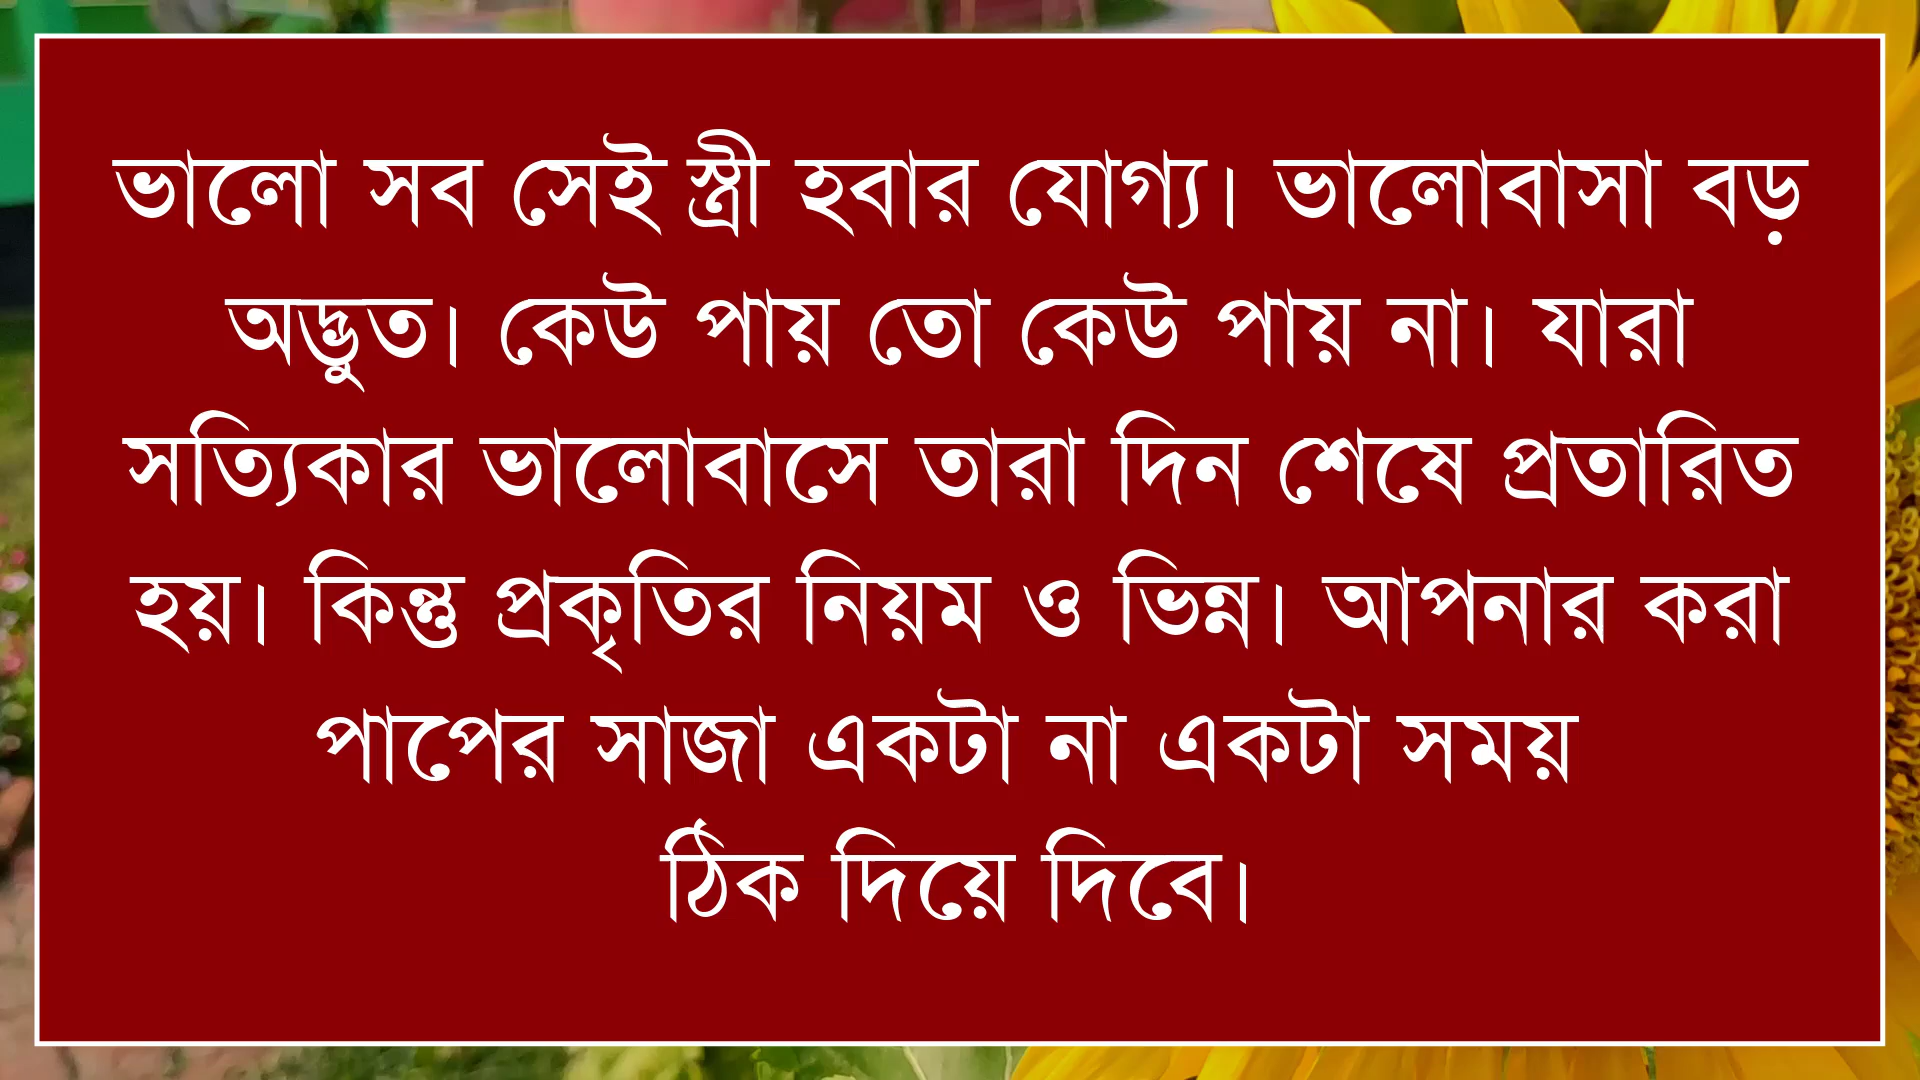 ভালো সব সেই স্ত্রী হবার যোগ্য। ভালোবাসা বড়
অদ্ভুত। কেউ পায় তো কেউ পায় না। যারা
সত্যিকার ভালোবাসে তারা দিন শেষে প্রতারিত
হয়। কিন্তু প্রকৃতির নিয়ম ও ভিন্ন। আপনার করা
পাপের সাজা একটা না একটা সময়
ঠিক দিয়ে দিবে।